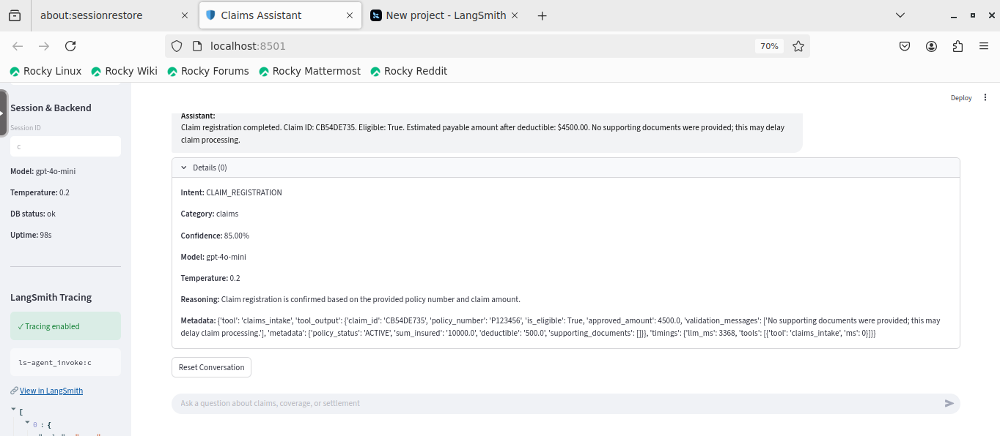 about:sessionrestore
Claims Assistant
New project - LangSmith
localhost:8501
70%
Rocky Linux
Rocky Wiki
Rocky Forums
Rocky Mattermost
Rocky Reddit
Deploy
Session & Backend
Session ID
c
Model: gpt-4o-mini
Temperature: 0.2
DB status: ok
Uptime: 98s
LangSmith Tracing
✓ Tracing enabled
ls-agent_invoke:c
View in LangSmith
[
0 : {
Assistant:
Claim registration completed. Claim ID: CB54DE735. Eligible: True. Estimated payable amount after deductible: $4500.00. No supporting documents were provided; this may delay
claim processing.
Details (0)
Intent: CLAIM_REGISTRATION
Category: claims
Confidence: 85.00%
Model: gpt-4o-mini
Temperature: 0.2
Reasoning: Claim registration is confirmed based on the provided policy number and claim amount.
Metadata: {'tool': 'claims_intake', 'tool_output': {'claim_id': 'CB54DE735', 'policy_number': 'P123456', 'is_eligible': True, 'approved_amount': 4500.0, 'validation_messages': ['No supporting documents were provided; this may
delay claim processing.'], 'metadata': {'policy_status': 'ACTIVE', 'sum_insured': '10000.0', 'deductible': '500.0', 'supporting_documents': []}}, 'timings': {'llm_ms': 3368, 'tools': [{'tool': 'claims_intake', 'ms': 0}]}}
Reset Conversation
Ask a question about claims, coverage, or settlement